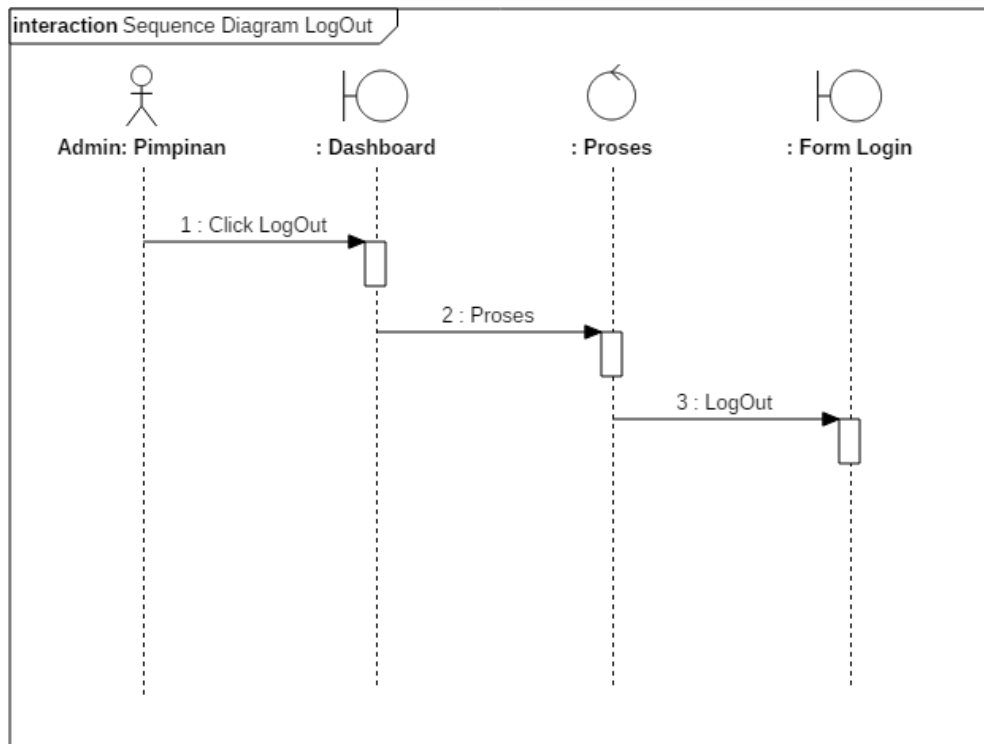 interaction Sequence Diagram LogOut
Admin: Pimpinan
: Dashboard
: Proses
: Form Login
1 : Click LogOut
2 : Proses
3 : LogOut